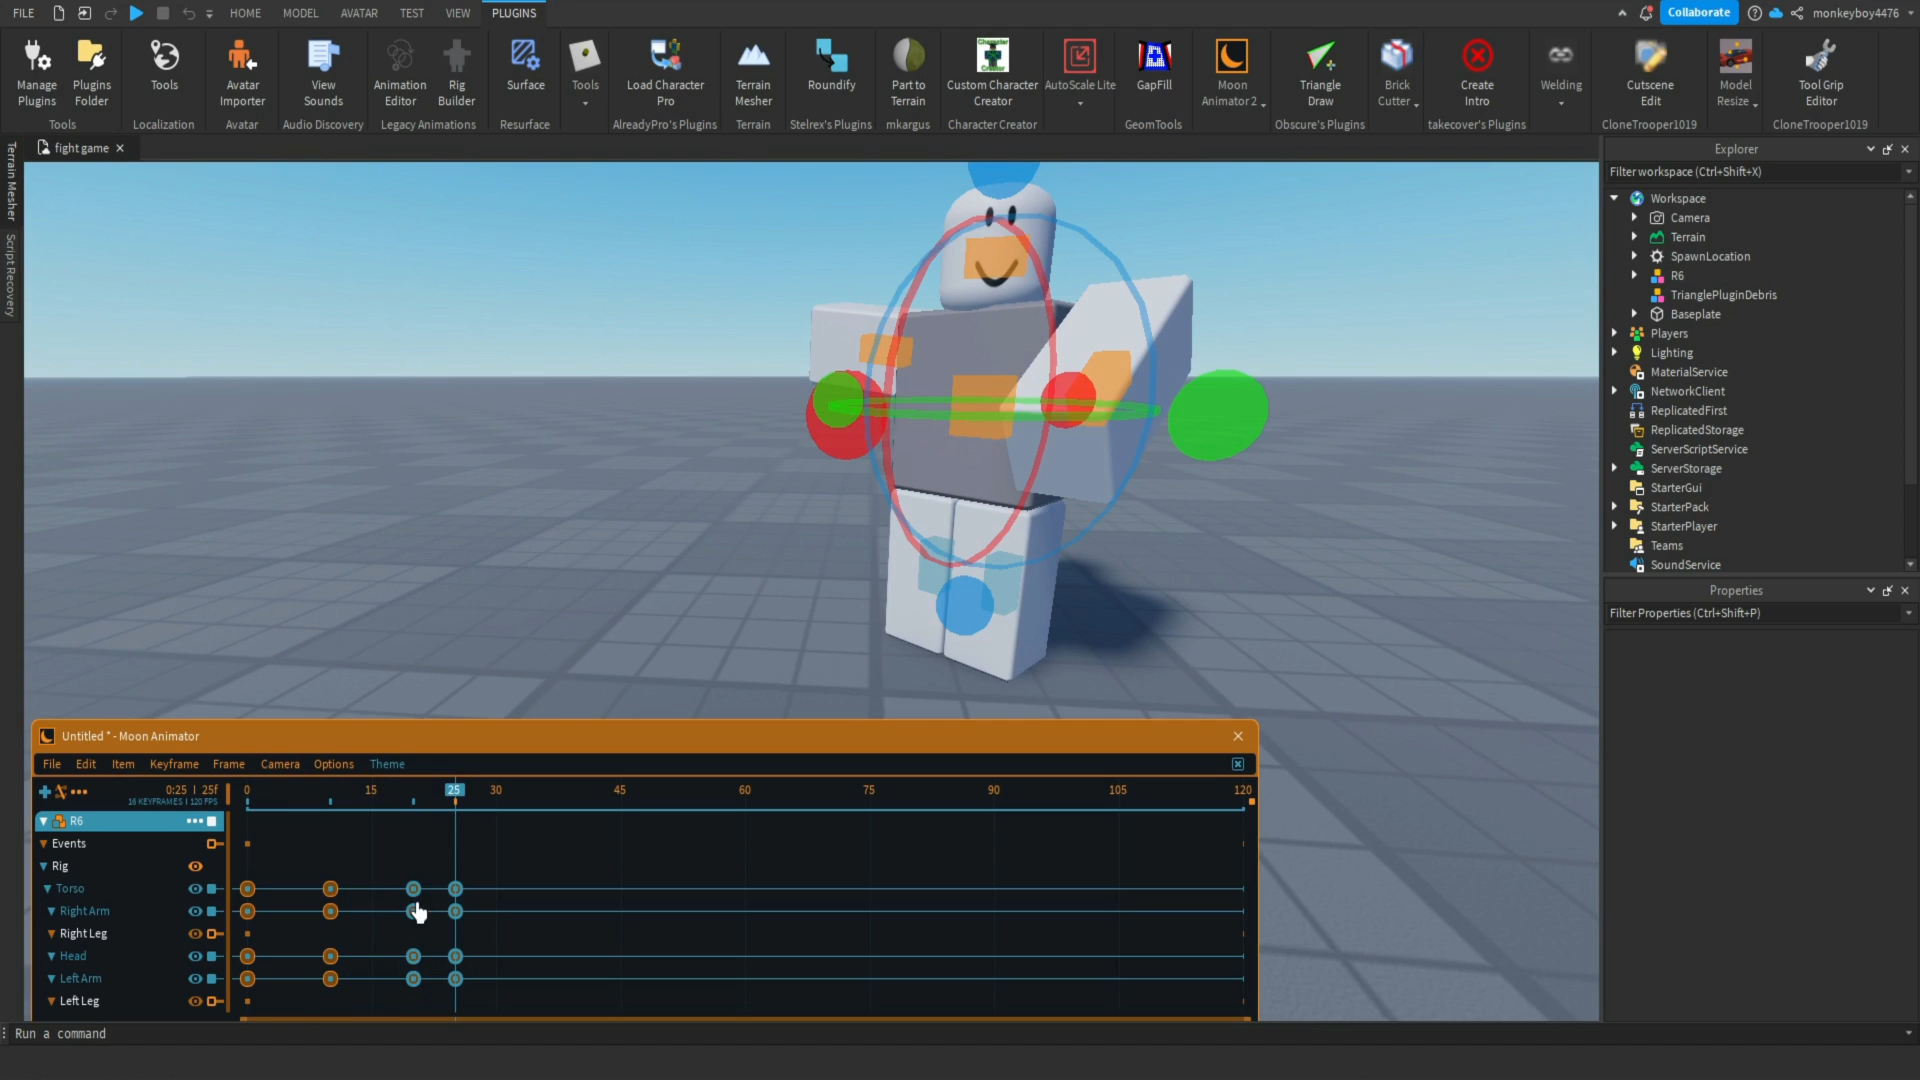 FILE HOME MODEL AVATAR TEST VIEW PLUGINS Collaborate monkeyboy4476
Manage Plugins
Plugins Folder
Tools
Avatar Importer
View Sounds
Animation Editor
Rig Builder
Surface
Tools
Load Character Pro
Terrain Mesher
Roundify
Part to Terrain
Custom Character Creator
AutoScale Lite
GapFill
Moon Animator 2
Triangle Draw
Brick Cutter
Create Intro
Welding
Cutscene Edit
Model Resize
Tool Grip Editor
Tools Localization Avatar Audio Discovery Legacy Animations Resurface AlreadyPro's Plugins Terrain Stelrex's Plugins mkargus Character Creator GeomTools Obscure's Plugins takecover's Plugins CloneTrooper1019 CloneTrooper1019
Terrain Mesher
Script Recovery
fight game
Explorer
Filter workspace (Ctrl+Shift+X)
Workspace
Camera
Terrain
SpawnLocation
R6
TrianglePluginDebris
Baseplate
Players
Lighting
MaterialService
NetworkClient
ReplicatedFirst
ReplicatedStorage
ServerScriptService
ServerStorage
StarterGui
StarterPack
StarterPlayer
Teams
SoundService
Properties
Filter Properties (Ctrl+Shift+P)
Untitled * - Moon Animator
File Edit Item Keyframe Frame Camera Options Theme
0:25 | 25f 0 15 25 30 45 60 75 90 105 120
16 KEYFRAMES | 120 FPS
R6
Events
Rig
Torso
Right Arm
Right Leg
Head
Left Arm
Left Leg
Run a command